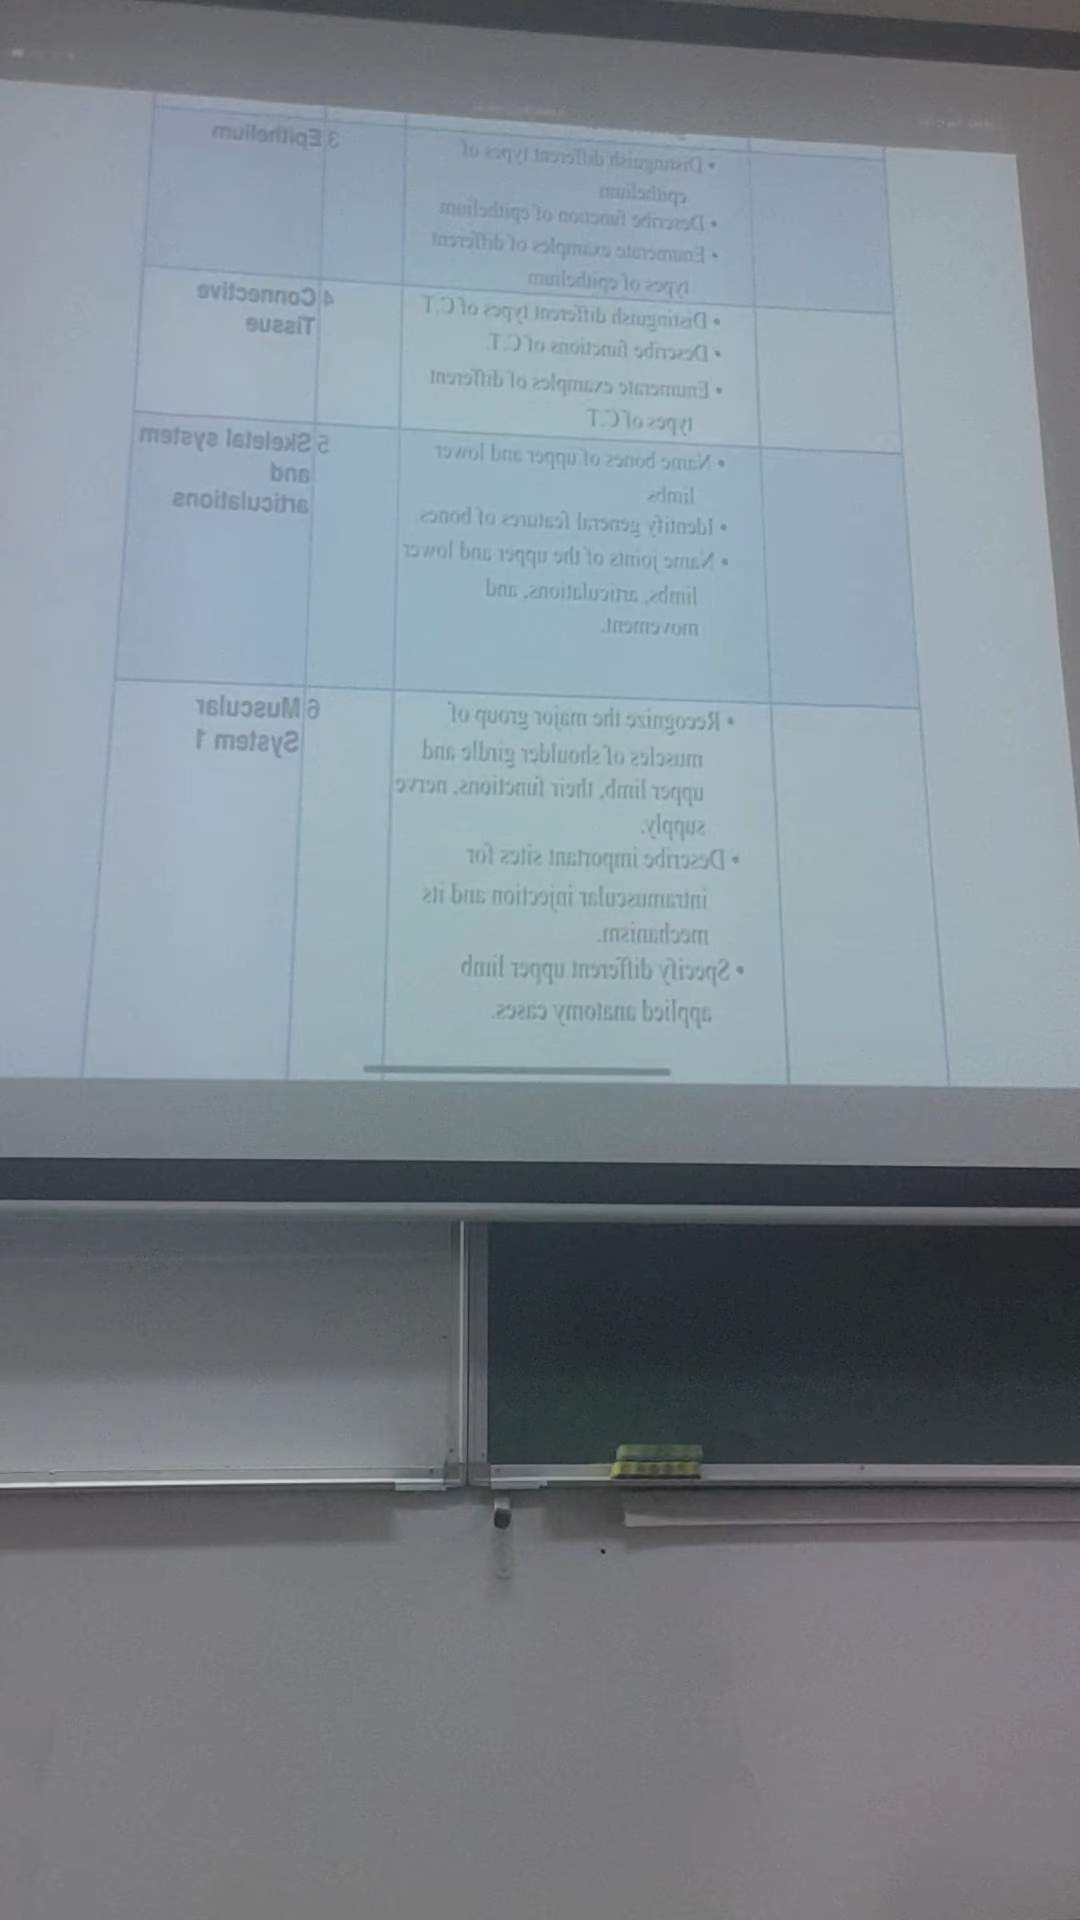 3 Epithelium
• Distinguish different types of
epithelium
• Describe function of epithelium
• Enumerate examples of different
types of epithelium
4 Connective
Tissue
• Distinguish different types of C.T
• Describe functions of C.T.
• Enumerate examples of different
types of C.T
5 Skeletal system
and
articulations
• Name bones of upper and lower
limbs
• Identify general features of bones.
• Name joints of the upper and lower
limbs, articulations, and
movement.
6 Muscular
System 1
• Recognize the major group of
muscles of shoulder girdle and
upper limb, their functions, nerve
supply.
• Describe important sites for
intramuscular injection and its
mechanism.
• Specify different upper limb
applied anatomy cases.